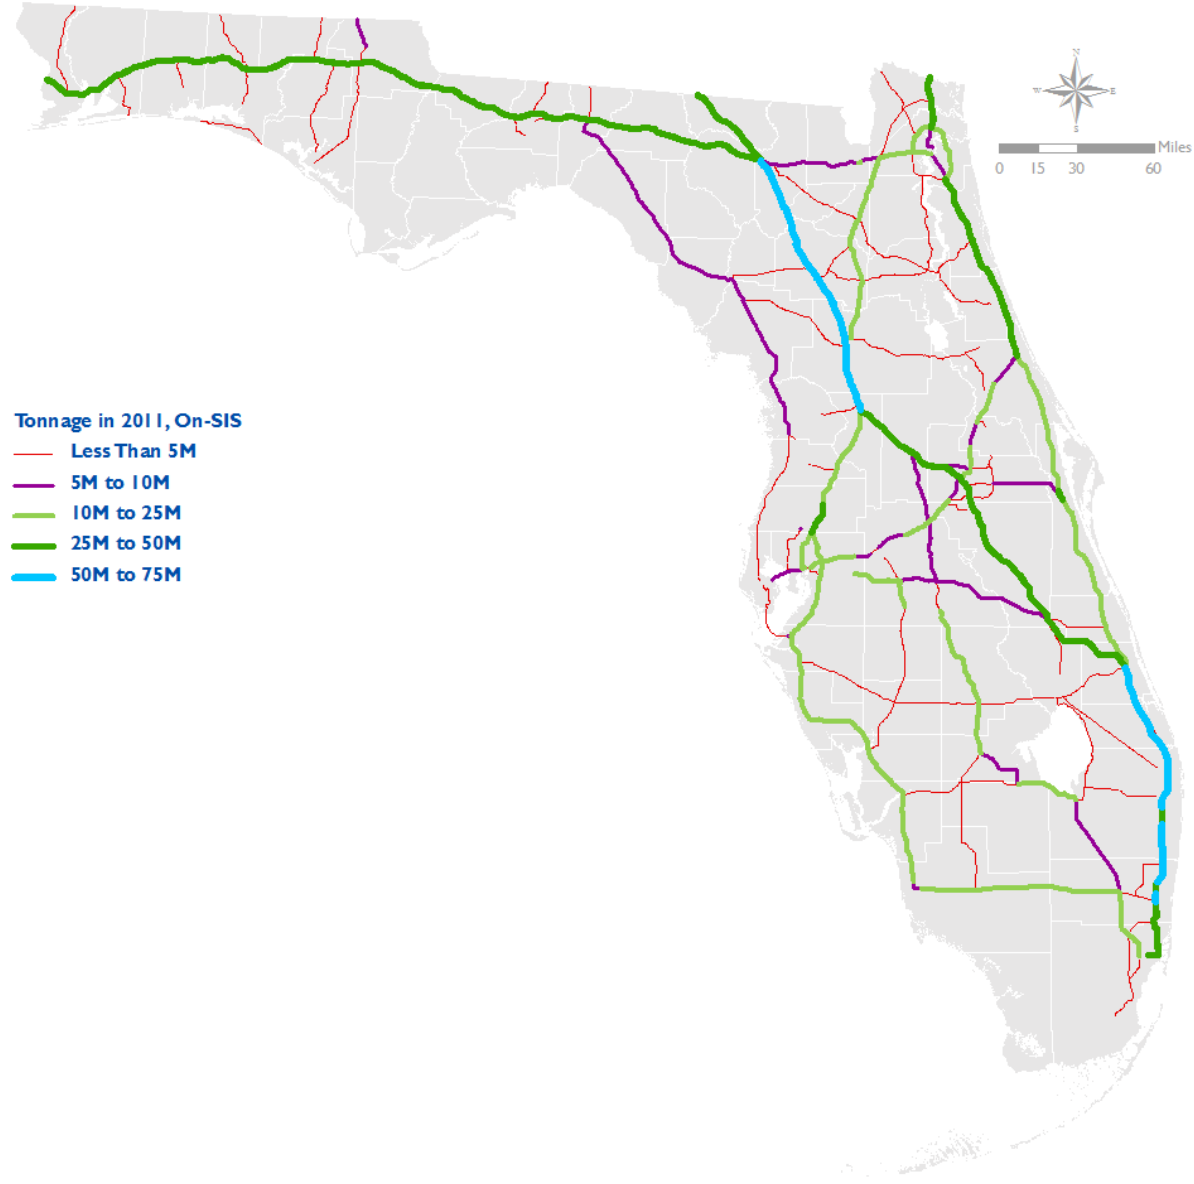 N
W E
S
Miles
0 15 30 60
Tonnage in 2011, On-SIS
Less Than 5M
5M to 10M
10M to 25M
25M to 50M
50M to 75M